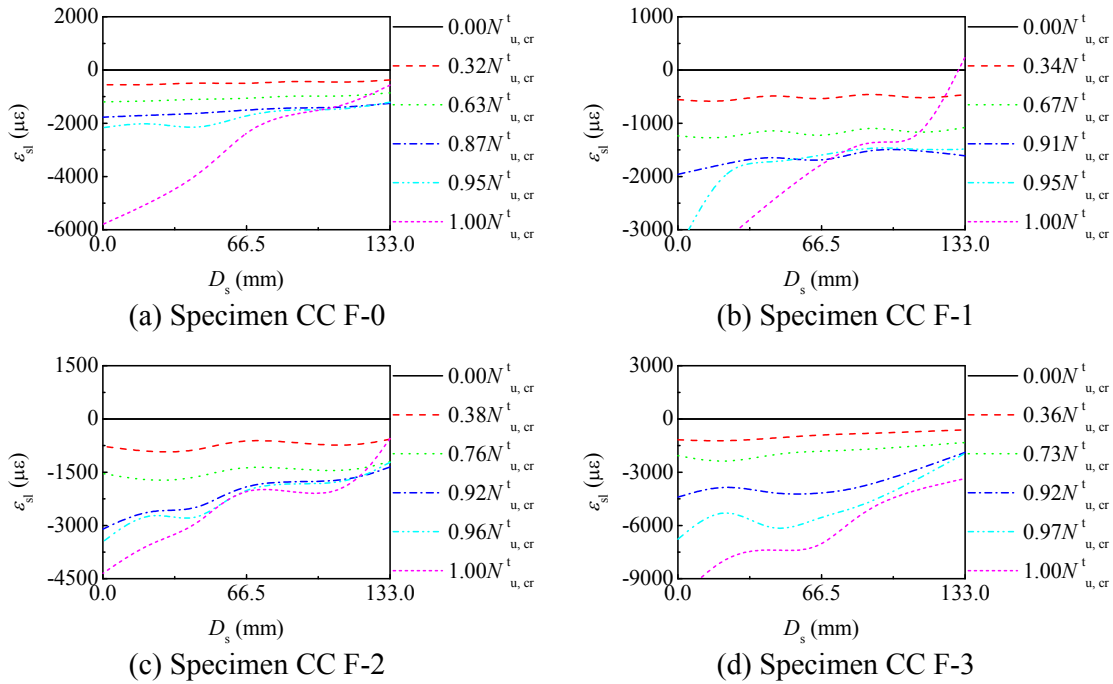 2000
0
-2000
-4000
-6000
ε_sl (με)
0.0 66.5 133.0
D_s (mm)
0.00N^t_u, cr
0.32N^t_u, cr
0.63N^t_u, cr
0.87N^t_u, cr
0.95N^t_u, cr
1.00N^t_u, cr
(a) Specimen CC F-0
1000
0
-1000
-2000
-3000
ε_sl (με)
0.0 66.5 133.0
D_s (mm)
0.00N^t_u, cr
0.34N^t_u, cr
0.67N^t_u, cr
0.91N^t_u, cr
0.95N^t_u, cr
1.00N^t_u, cr
(b) Specimen CC F-1
1500
0
-1500
-3000
-4500
ε_sl (με)
0.0 66.5 133.0
D_s (mm)
0.00N^t_u, cr
0.38N^t_u, cr
0.76N^t_u, cr
0.92N^t_u, cr
0.96N^t_u, cr
1.00N^t_u, cr
(c) Specimen CC F-2
3000
0
-3000
-6000
-9000
ε_sl (με)
0.0 66.5 133.0
D_s (mm)
0.00N^t_u, cr
0.36N^t_u, cr
0.73N^t_u, cr
0.92N^t_u, cr
0.97N^t_u, cr
1.00N^t_u, cr
(d) Specimen CC F-3